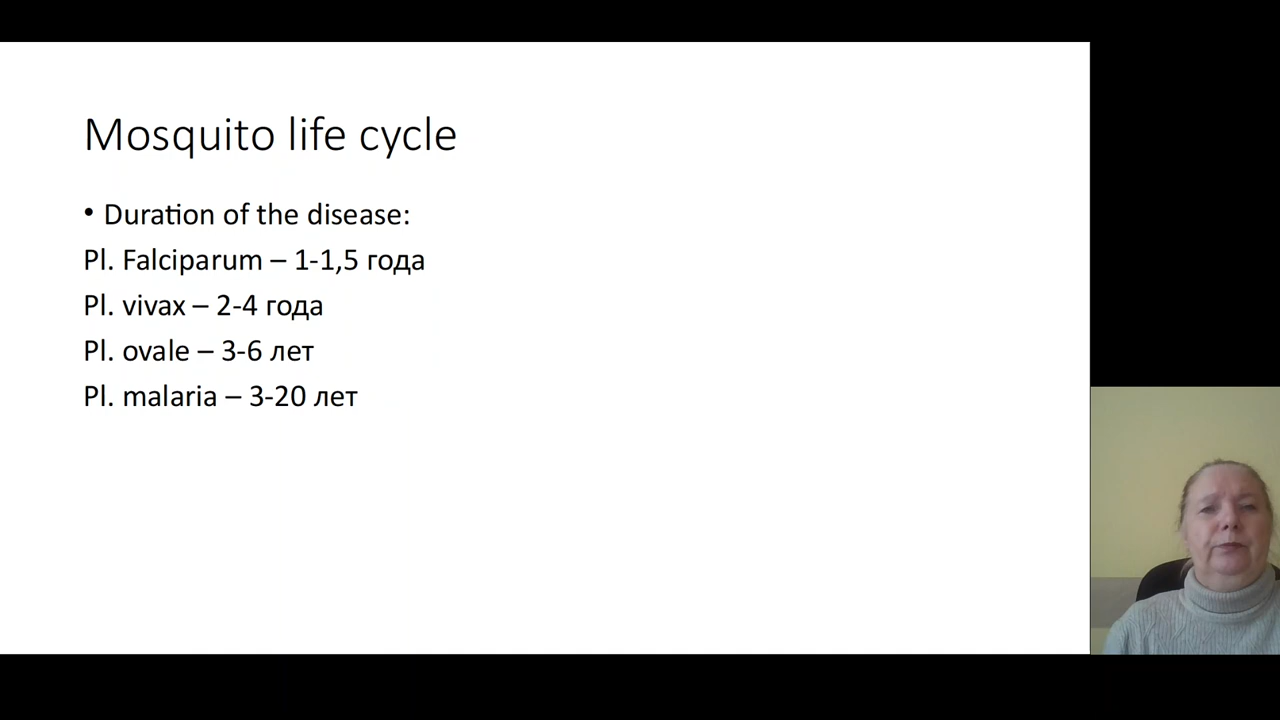 Mosquito life cycle
• Duration of the disease:
Pl. Falciparum – 1-1,5 года
Pl. vivax – 2-4 года
Pl. ovale – 3-6 лет
Pl. malaria – 3-20 лет